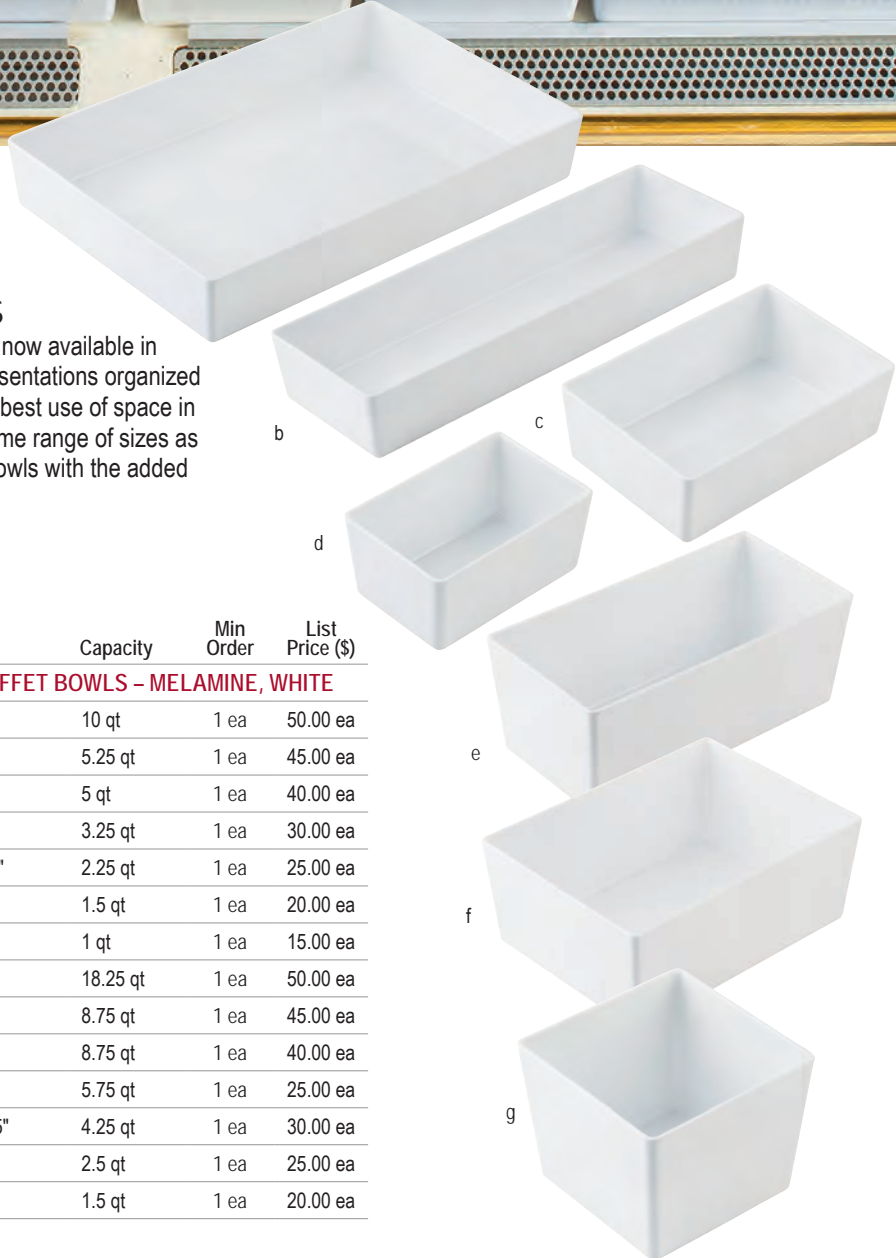 now available in
sentations organized
best use of space in
me range of sizes as
owls with the added
b
c
d
e
f
g
Capacity Min Order List Price ($)
FFET BOWLS – MELAMINE, WHITE
10 qt 1 ea 50.00 ea
5.25 qt 1 ea 45.00 ea
5 qt 1 ea 40.00 ea
3.25 qt 1 ea 30.00 ea
" 2.25 qt 1 ea 25.00 ea
1.5 qt 1 ea 20.00 ea
1 qt 1 ea 15.00 ea
18.25 qt 1 ea 50.00 ea
8.75 qt 1 ea 45.00 ea
8.75 qt 1 ea 40.00 ea
5.75 qt 1 ea 25.00 ea
5" 4.25 qt 1 ea 30.00 ea
2.5 qt 1 ea 25.00 ea
1.5 qt 1 ea 20.00 ea